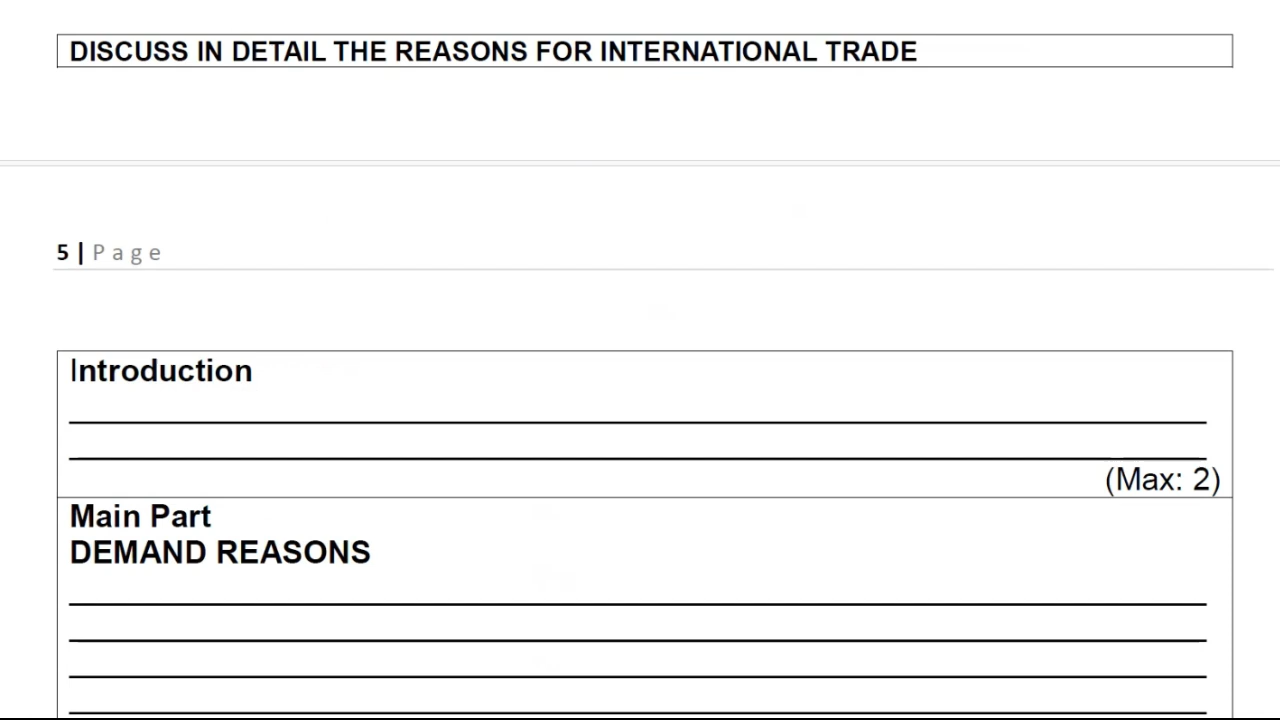 DISCUSS IN DETAIL THE REASONS FOR INTERNATIONAL TRADE
5 | Page
Introduction
(Max: 2)
Main Part
DEMAND REASONS